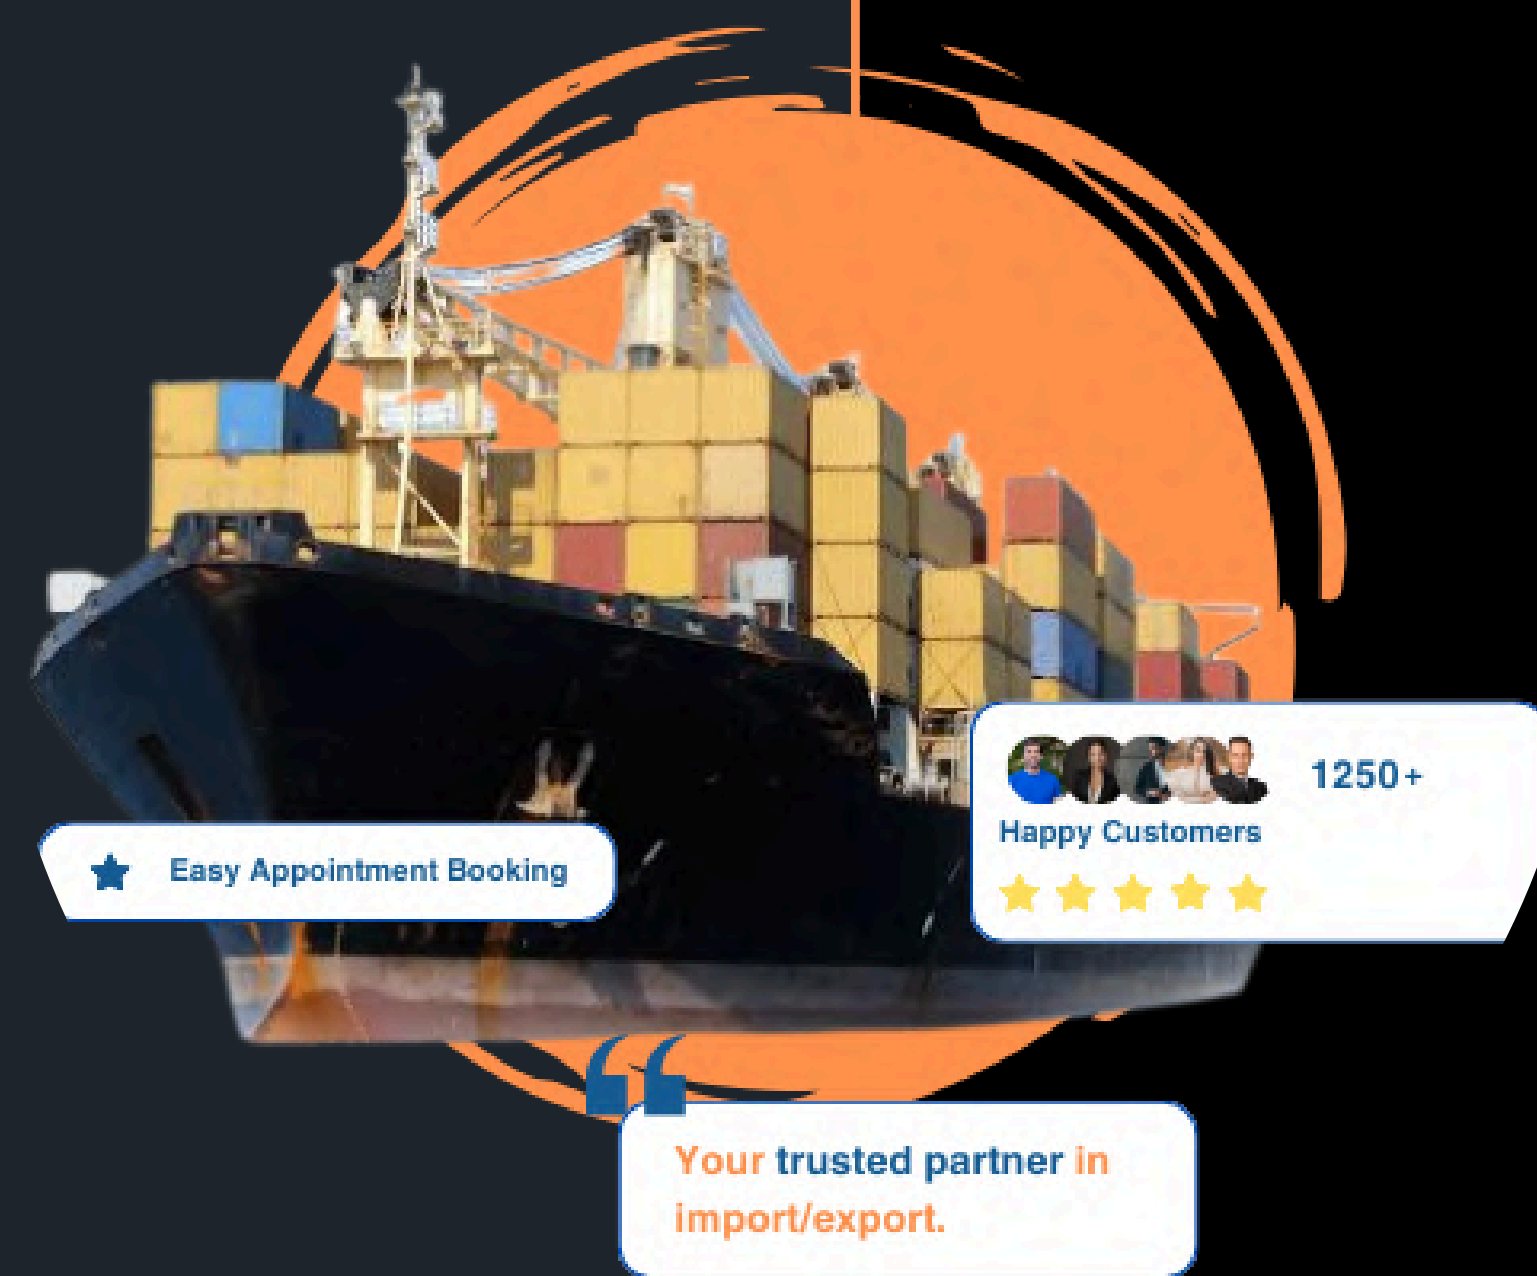 1250+
Happy Customers
Easy Appointment Booking
Your trusted partner in
import/export.